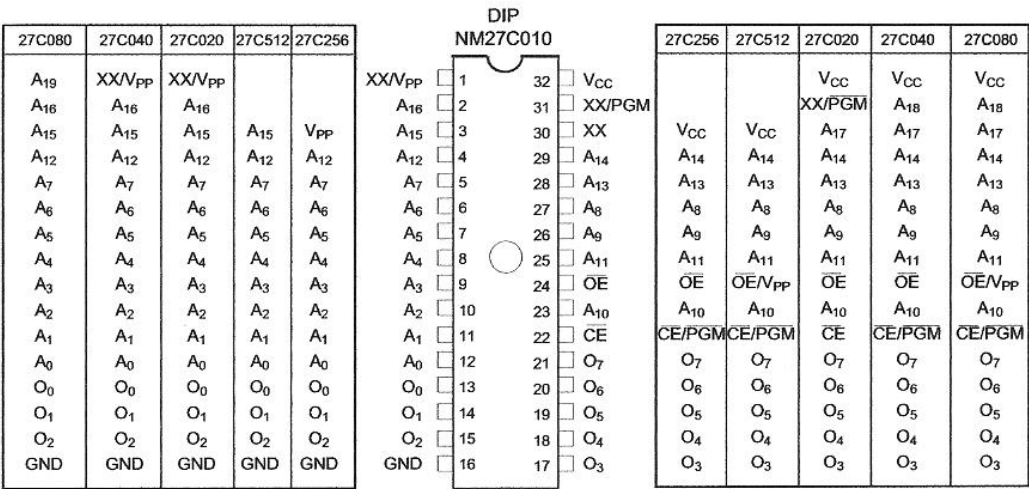 DIP
27C080 27C040 27C020 27C512 27C256 NM27C010 27C256 27C512 27C020 27C040 27C080
A19 XX/VPP XX/VPP XX/VPP 1 32 VCC VCC VCC VCC
A16 A16 A16 A16 2 31 XX/PGM XX/PGM A18 A18
A15 A15 A15 A15 VPP A15 3 30 XX VCC VCC A17 A17 A17
A12 A12 A12 A12 A12 A12 4 29 A14 A14 A14 A14 A14 A14
A7 A7 A7 A7 A7 A7 5 28 A13 A13 A13 A13 A13 A13
A6 A6 A6 A6 A6 A6 6 27 A8 A8 A8 A8 A8 A8
A5 A5 A5 A5 A5 A5 7 26 A9 A9 A9 A9 A9 A9
A4 A4 A4 A4 A4 A4 8 25 A11 A11 A11 A11 A11 A11
A3 A3 A3 A3 A3 A3 9 24 OE OE OE/VPP OE OE OE/VPP
A2 A2 A2 A2 A2 A2 10 23 A10 A10 A10 A10 A10 A10
A1 A1 A1 A1 A1 A1 11 22 CE CE/PGM CE/PGM CE CE/PGM CE/PGM
A0 A0 A0 A0 A0 A0 12 21 O7 O7 O7 O7 O7 O7
O0 O0 O0 O0 O0 O0 13 20 O6 O6 O6 O6 O6 O6
O1 O1 O1 O1 O1 O1 14 19 O5 O5 O5 O5 O5 O5
O2 O2 O2 O2 O2 O2 15 18 O4 O4 O4 O4 O4 O4
GND GND GND GND GND GND 16 17 O3 O3 O3 O3 O3 O3